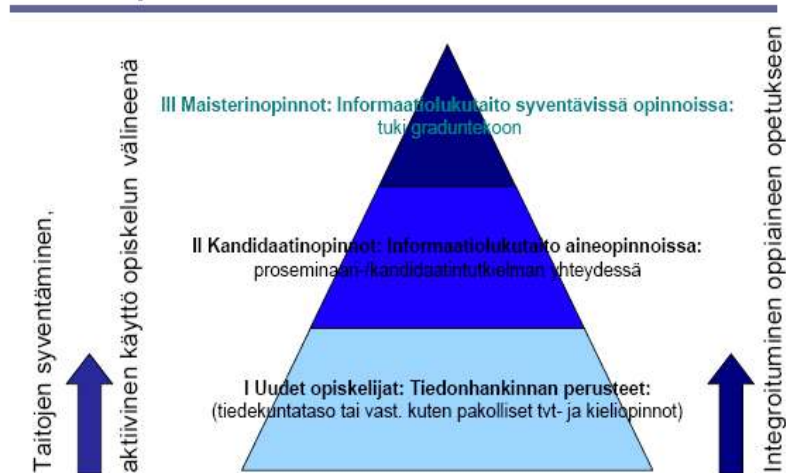 Taitojen syventäminen,
aktiivinen käyttö opiskelun välineenä
III Maisterinopinnot: Informaatiolukutaito syventävissä opinnoissa:
tuki graduntekoon
II Kandidaatinopinnot: Informaatiolukutaito aineopinnoissa:
proseminaari-/kandidaatintutkielman yhteydessä
I Uudet opiskelijat: Tiedonhankinnan perusteet:
(tiedekuntataso tai vast. kuten pakolliset tvt- ja kieliopinnot)
Integroituminen oppiaineen opetukseen